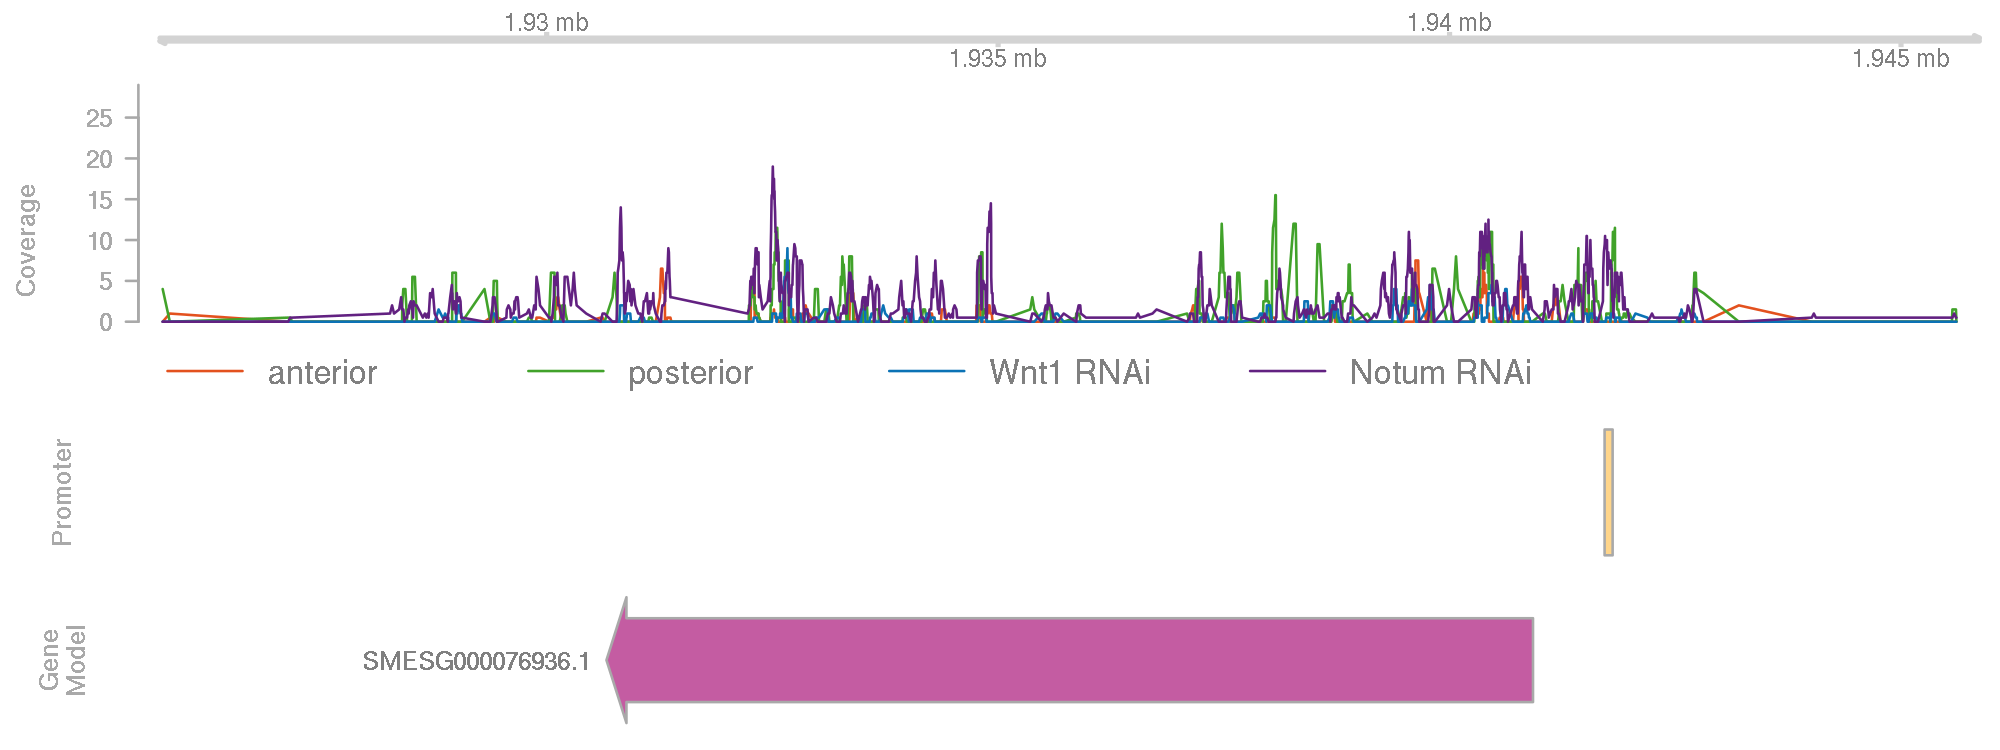 1.93 mb
1.94 mb
1.935 mb
1.945 mb
Coverage
25
20
15
10
5
0
anterior
posterior
Wnt1 RNAi
Notum RNAi
Promoter
Gene
Model
SMESG000076936.1